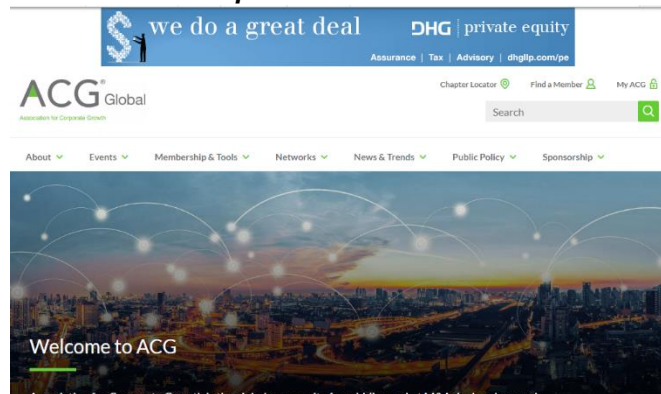 we do a great deal
DHG private equity
Assurance | Tax | Advisory | dhgllp.com/pe
Chapter Locator Find a Member My ACG
ACG® Global
Association for Corporate Growth
Search
About Events Membership & Tools Networks News & Trends Public Policy Sponsorship
Welcome to ACG